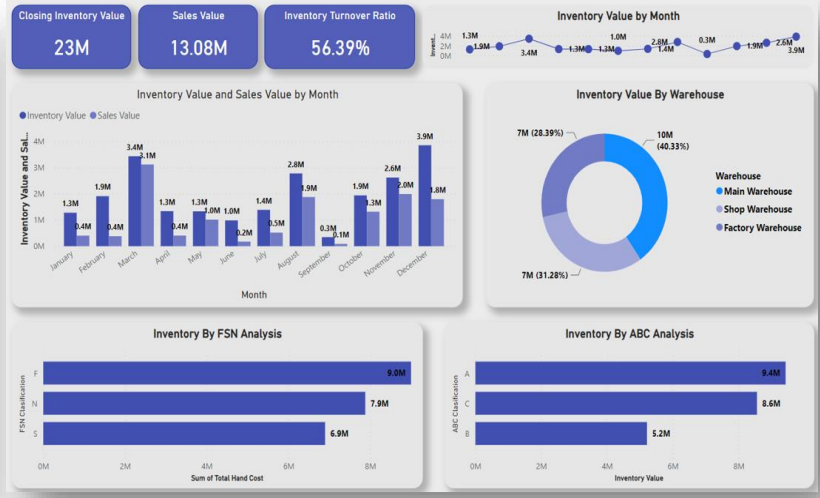 Closing Inventory Value
23M
Sales Value
13.08M
Inventory Turnover Ratio
56.39%
Inventory Value by Month
Invent...
4M
2M
0M
1.3M
1.9M
3.4M
1.3M
1.3M
1.0M
1.4M
2.8M
0.3M
1.9M
2.6M
3.9M
Inventory Value and Sales Value by Month
Inventory Value
Sales Value
Inventory Value and Sal...
4M
3M
2M
1M
0M
1.3M
0.4M
1.9M
0.4M
3.4M
3.1M
1.3M
0.4M
1.3M
1.0M
1.0M
0.2M
1.4M
0.5M
2.8M
1.9M
0.3M
0.1M
1.9M
1.3M
2.6M
2.0M
3.9M
1.8M
January
February
March
April
May
June
July
August
September
October
November
December
Month
Inventory Value By Warehouse
7M (28.39%)
10M
(40.33%)
7M (31.28%)
Warehouse
Main Warehouse
Shop Warehouse
Factory Warehouse
Inventory By FSN Analysis
FSN Clasification
F
9.0M
N
7.9M
S
6.9M
0M
2M
4M
6M
8M
Sum of Total Hand Cost
Inventory By ABC Analysis
ABC Clasification
A
9.4M
C
8.6M
B
5.2M
0M
2M
4M
6M
8M
Inventory Value